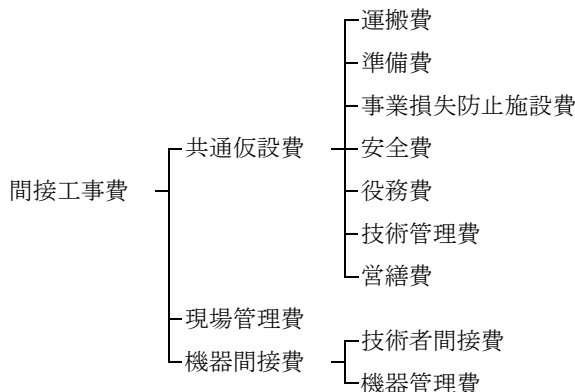 運搬費
準備費
事業損失防止施設費
共通仮設費
安全費
間接工事費
役務費
技術管理費
営繕費
現場管理費
技術者間接費
機器間接費
機器管理費